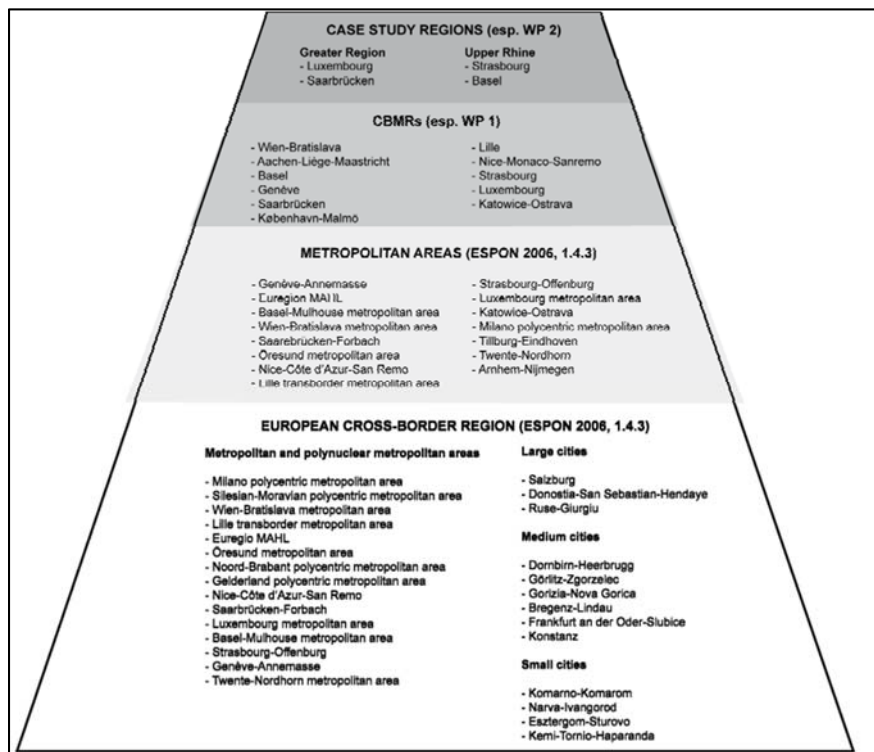 CASE STUDY REGIONS (esp. WP 2)
Greater Region
- Luxembourg
- Saarbrücken
Upper Rhine
- Strasbourg
- Basel
CBMRs (esp. WP 1)
- Wien-Bratislava
- Aachen-Liège-Maastricht
- Basel
- Genève
- Saarbrücken
- København-Malmö
- Lille
- Nice-Monaco-Sanremo
- Strasbourg
- Luxembourg
- Katowice-Ostrava
METROPOLITAN AREAS (ESPON 2006, 1.4.3)
- Genève-Annemasse
- Euregion MAHL
- Basel-Mulhouse metropolitan area
- Wien-Bratislava metropolitan area
- Saarebrücken-Forbach
- Öresund metropolitan area
- Nice-Côte d'Azur-San Remo
- Lille transborder metropolitan area
- Strasbourg-Offenburg
- Luxembourg metropolitan area
- Katowice-Ostrava
- Milano polycentric metropolitan area
- Tillburg-Eindhoven
- Twente-Nordhorn
- Arnhem-Nijmegen
EUROPEAN CROSS-BORDER REGION (ESPON 2006, 1.4.3)
Metropolitan and polynuclear metropolitan areas
- Milano polycentric metropolitan area
- Silesian-Moravian polycentric metropolitan area
- Wien-Bratislava metropolitan area
- Lille transborder metropolitan area
- Euregio MAHL
- Öresund metropolitan area
- Noord-Brabant polycentric metropolitan area
- Gelderland polycentric metropolitan area
- Nice-Côte d'Azur-San Remo
- Saarbrücken-Forbach
- Luxembourg metropolitan area
- Basel-Mulhouse metropolitan area
- Strasbourg-Offenburg
- Genève-Annemasse
- Twente-Nordhorn metropolitan area
Large cities
- Salzburg
- Donostia-San Sebastian-Hendaye
- Ruse-Giurgiu
Medium cities
- Dornbirn-Heerbrugg
- Görlitz-Zgorzelec
- Gorizia-Nova Gorica
- Bregenz-Lindau
- Frankfurt an der Oder-Slubice
- Konstanz
Small cities
- Komarno-Komarom
- Narva-Ivangorod
- Esztergom-Sturovo
- Kemi-Tornio-Haparanda